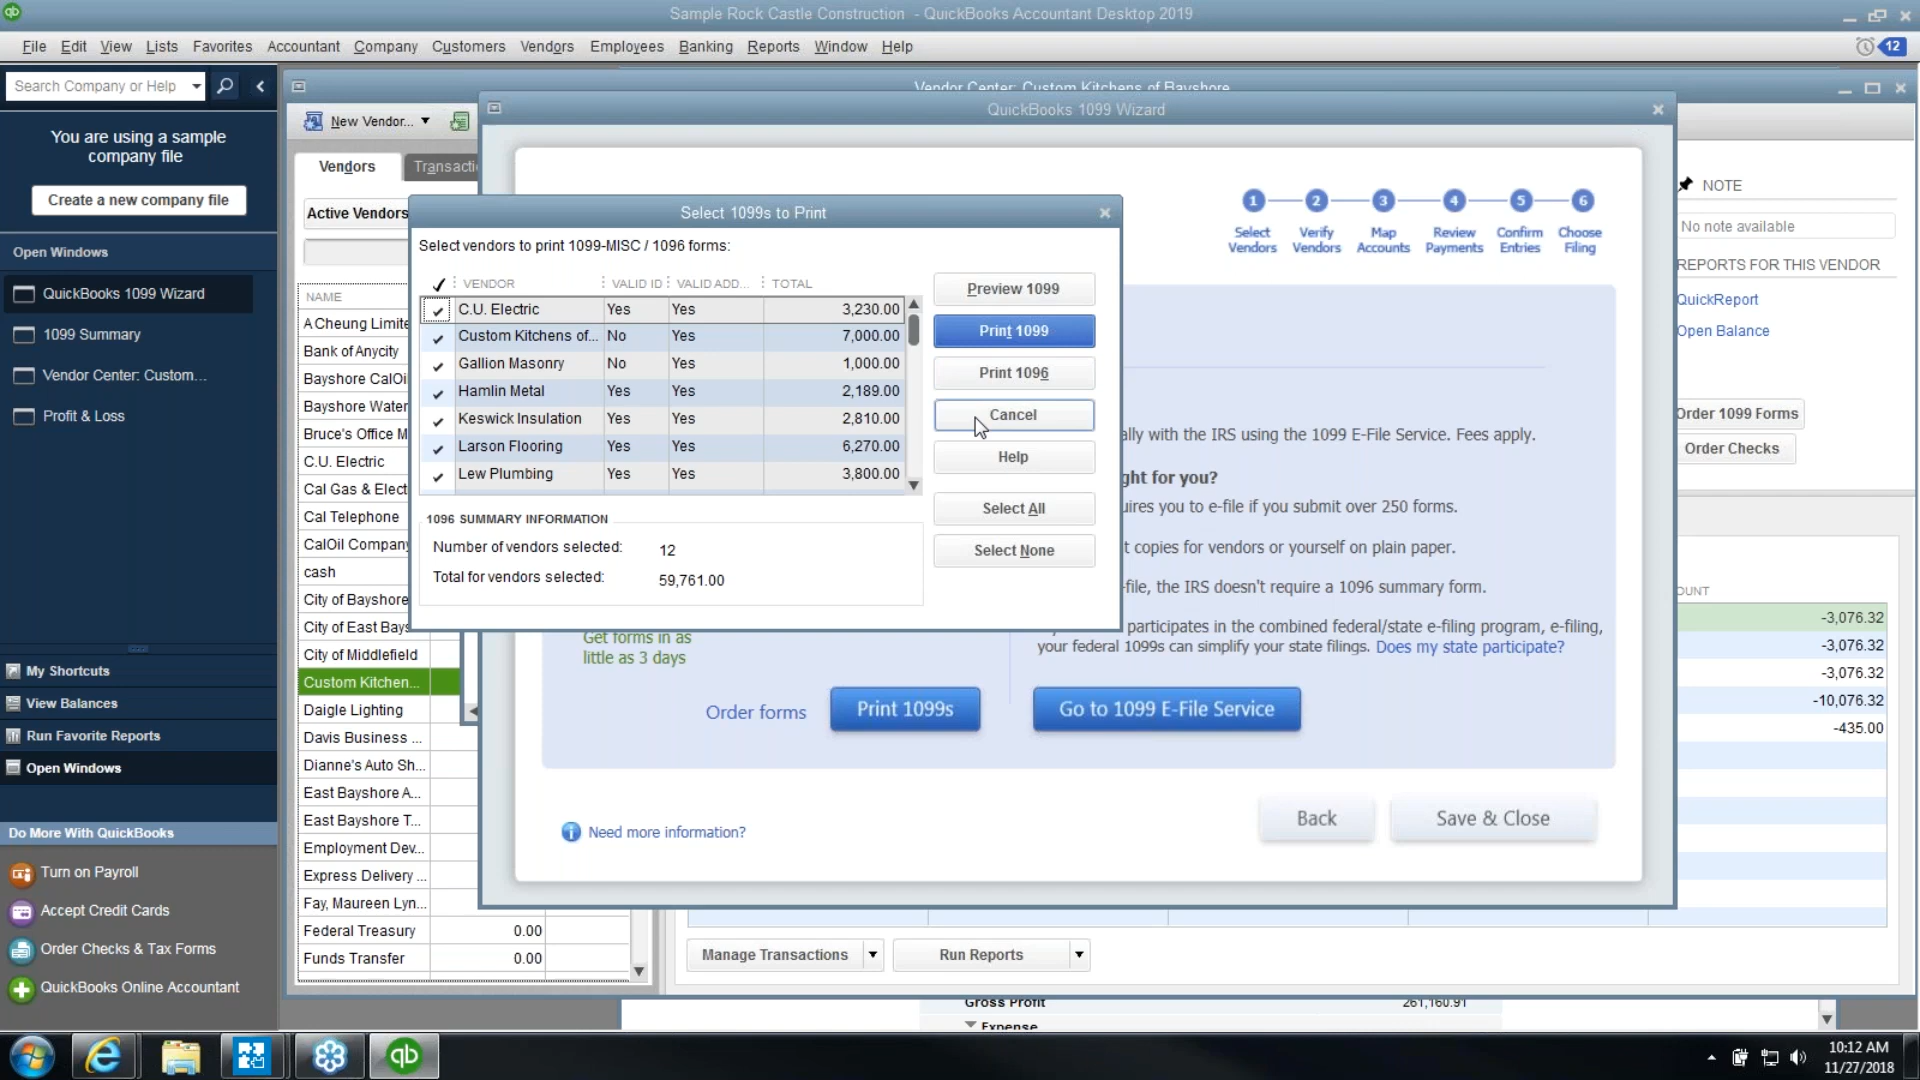 qb
Sample Rock Castle Construction - QuickBooks Accountant Desktop 2019
File Edit View Lists Favorites Accountant Company Customers Vendors Employees Banking Reports Window Help
12
Search Company or Help
You are using a sample
company file
Create a new company file
Open Windows
QuickBooks 1099 Wizard
1099 Summary
Vendor Center: Custom...
Profit & Loss
My Shortcuts
View Balances
Run Favorite Reports
Open Windows
Do More With QuickBooks
Turn on Payroll
Accept Credit Cards
Order Checks & Tax Forms
QuickBooks Online Accountant
Vendor Center: Custom Kitchens of Bayshore
New Vendor...
Vendors
Transacti
Active Vendors
NAME
A Cheung Limite
Bank of Anycity
Bayshore CalOi
Bayshore Water
Bruce's Office M
C.U. Electric
Cal Gas & Elect
Cal Telephone
CalOil Company
cash
City of Bayshore
City of East Bays
City of Middlefield
Custom Kitchen...
Daigle Lighting
Davis Business ...
Dianne's Auto Sh...
East Bayshore A...
East Bayshore T...
Employment Dev...
Express Delivery ...
Fay, Maureen Lyn...
Federal Treasury 0.00
Funds Transfer 0.00
QuickBooks 1099 Wizard
1 2 3 4 5 6
Select Vendors
Verify Vendors
Map Accounts
Review Payments
Confirm Entries
Choose Filing
Select 1099s to Print
Select vendors to print 1099-MISC / 1096 forms:
VENDOR VALID ID VALID ADD... TOTAL
C.U. Electric Yes Yes 3,230.00
Custom Kitchens of... No Yes 7,000.00
Gallion Masonry No Yes 1,000.00
Hamlin Metal Yes Yes 2,189.00
Keswick Insulation Yes Yes 2,810.00
Larson Flooring Yes Yes 6,270.00
Lew Plumbing Yes Yes 3,800.00
Preview 1099
Print 1099
Print 1096
Cancel
Help
Select All
Select None
1096 SUMMARY INFORMATION
Number of vendors selected: 12
Total for vendors selected: 59,761.00
ally with the IRS using the 1099 E-File Service. Fees apply.
ght for you?
uires you to e-file if you submit over 250 forms.
t copies for vendors or yourself on plain paper.
-file, the IRS doesn't require a 1096 summary form.
participates in the combined federal/state e-filing program, e-filing,
your federal 1099s can simplify your state filings. Does my state participate?
Get forms in as
little as 3 days
Order forms
Print 1099s
Go to 1099 E-File Service
Need more information?
Back
Save & Close
NOTE
No note available
REPORTS FOR THIS VENDOR
QuickReport
Open Balance
Order 1099 Forms
Order Checks
OUNT
-3,076.32
-3,076.32
-3,076.32
-10,076.32
-435.00
Manage Transactions
Run Reports
Gross Profit 261,160.91
Expense
qb
10:12 AM
11/27/2018